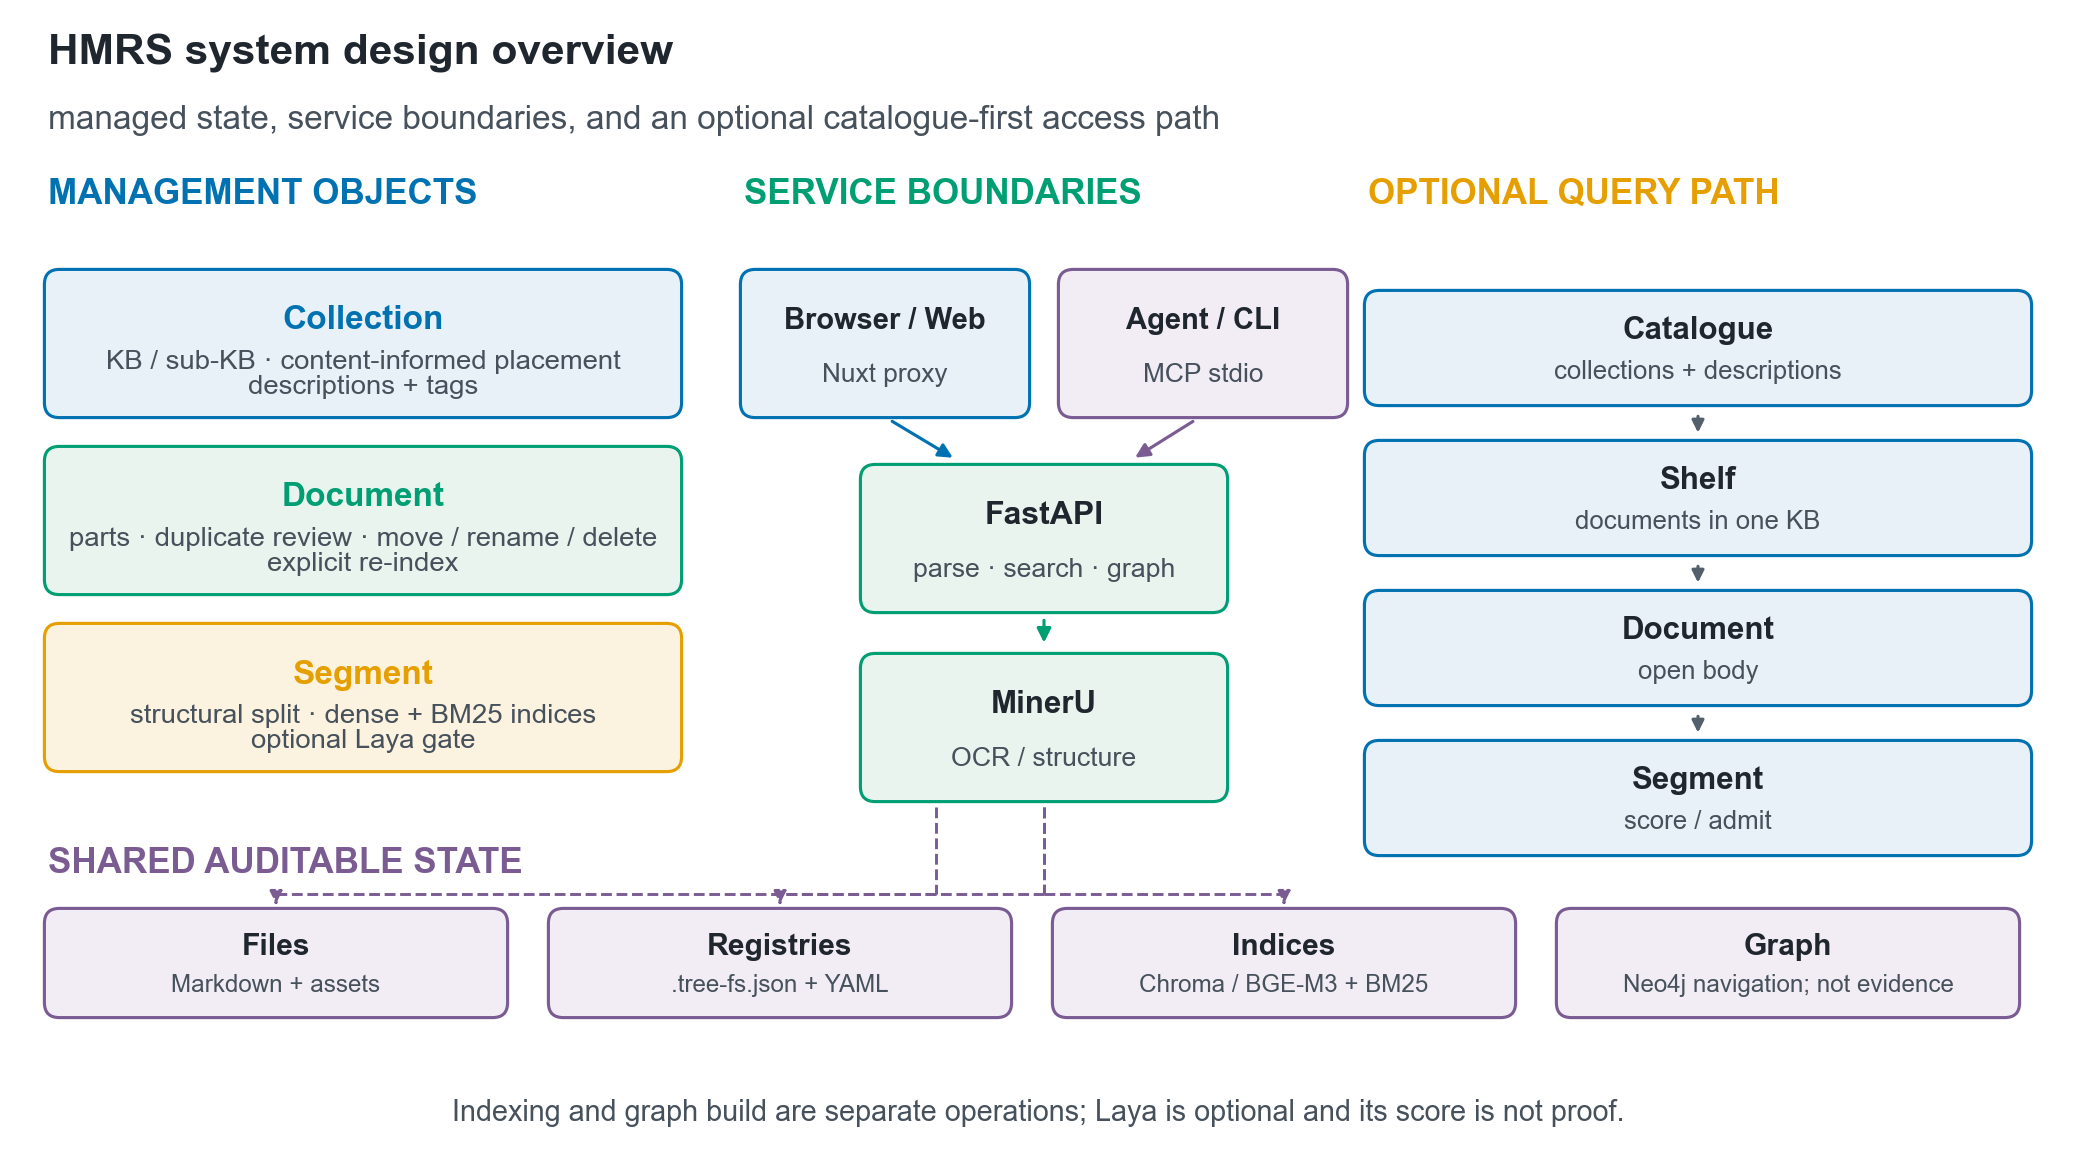 HMRS system design overview
managed state, service boundaries, and an optional catalogue-first access path
MANAGEMENT OBJECTS
Collection
KB / sub-KB · content-informed placement
descriptions + tags
Document
parts · duplicate review · move / rename / delete
explicit re-index
Segment
structural split · dense + BM25 indices
optional Laya gate
SERVICE BOUNDARIES
Browser / Web
Nuxt proxy
Agent / CLI
MCP stdio
FastAPI
parse · search · graph
MinerU
OCR / structure
OPTIONAL QUERY PATH
Catalogue
collections + descriptions
Shelf
documents in one KB
Document
open body
Segment
score / admit
SHARED AUDITABLE STATE
Files
Markdown + assets
Registries
.tree-fs.json + YAML
Indices
Chroma / BGE-M3 + BM25
Graph
Neo4j navigation; not evidence
Indexing and graph build are separate operations; Laya is optional and its score is not proof.